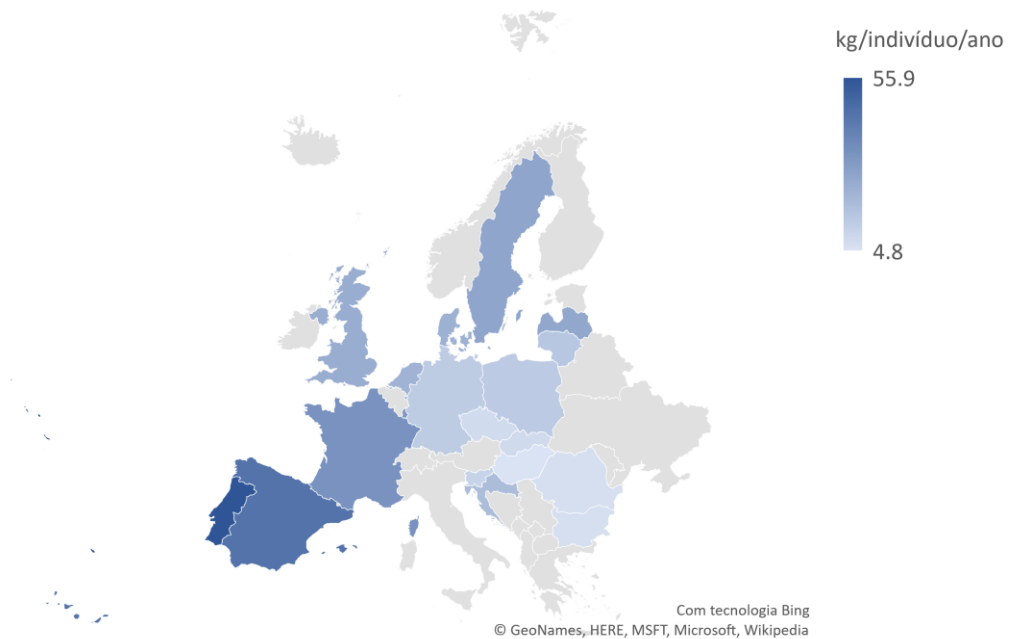 kg/indivíduo/ano
55.9
4.8
Com tecnologia Bing
© GeoNames, HERE, MSFT, Microsoft, Wikipedia